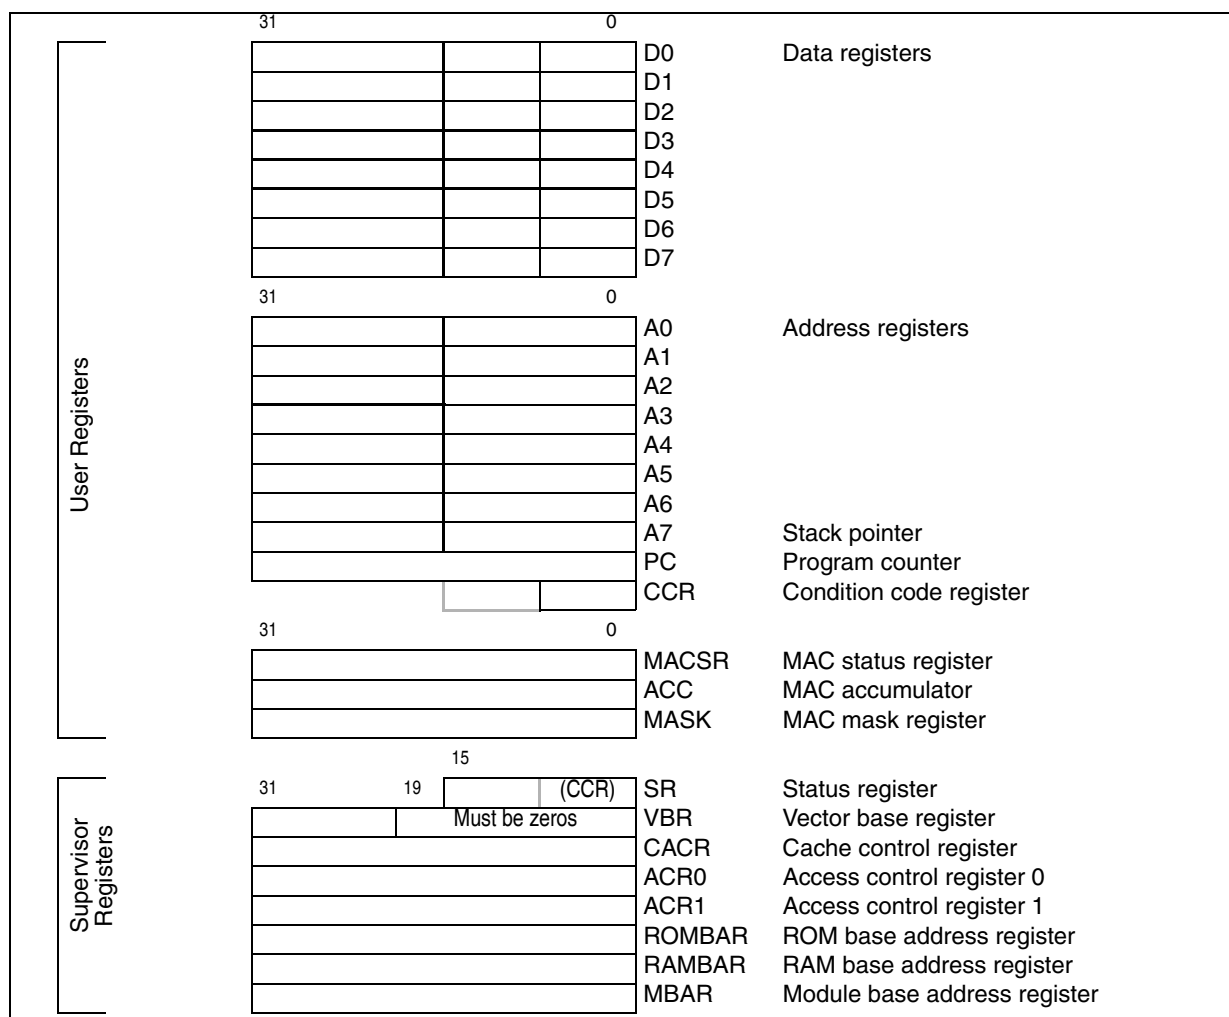 31 0
D0 Data registers
D1
D2
D3
D4
D5
D6
D7
31 0
A0 Address registers
A1
A2
A3
A4
A5
A6
A7 Stack pointer
PC Program counter
CCR Condition code register
31 0
MACSR MAC status register
ACC MAC accumulator
MASK MAC mask register
User Registers
15
31 19 (CCR) SR Status register
Must be zeros VBR Vector base register
CACR Cache control register
ACR0 Access control register 0
ACR1 Access control register 1
ROMBAR ROM base address register
RAMBAR RAM base address register
MBAR Module base address register
Supervisor
Registers